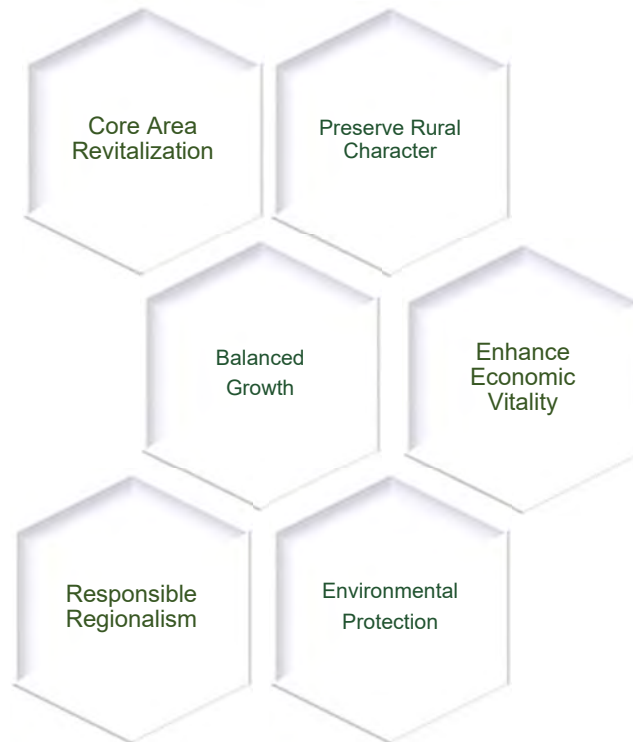 Core Area
Revitalization
Preserve Rural
Character
Balanced
Growth
Enhance
Economic
Vitality
Responsible
Regionalism
Environmental
Protection